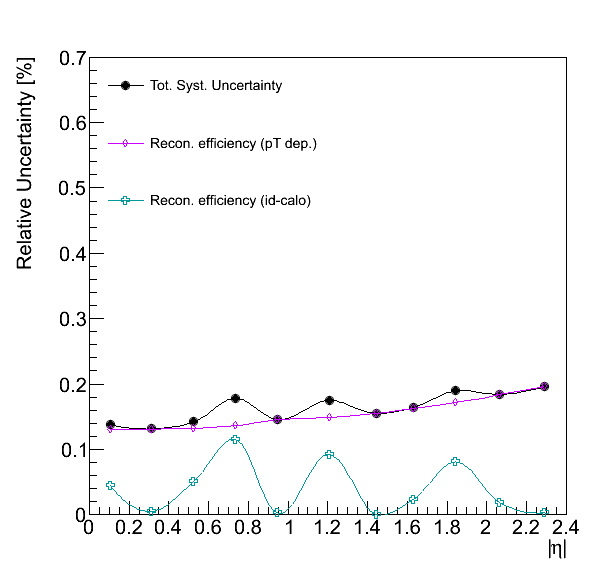 Relative Uncertainty [%]
0.7
0.6
0.5
0.4
0.3
0.2
0.1
0
Tot. Syst. Uncertainty
Recon. efficiency (pT dep.)
Recon. efficiency (id-calo)
0 0.2 0.4 0.6 0.8 1 1.2 1.4 1.6 1.8 2 2.2 2.4
|η|